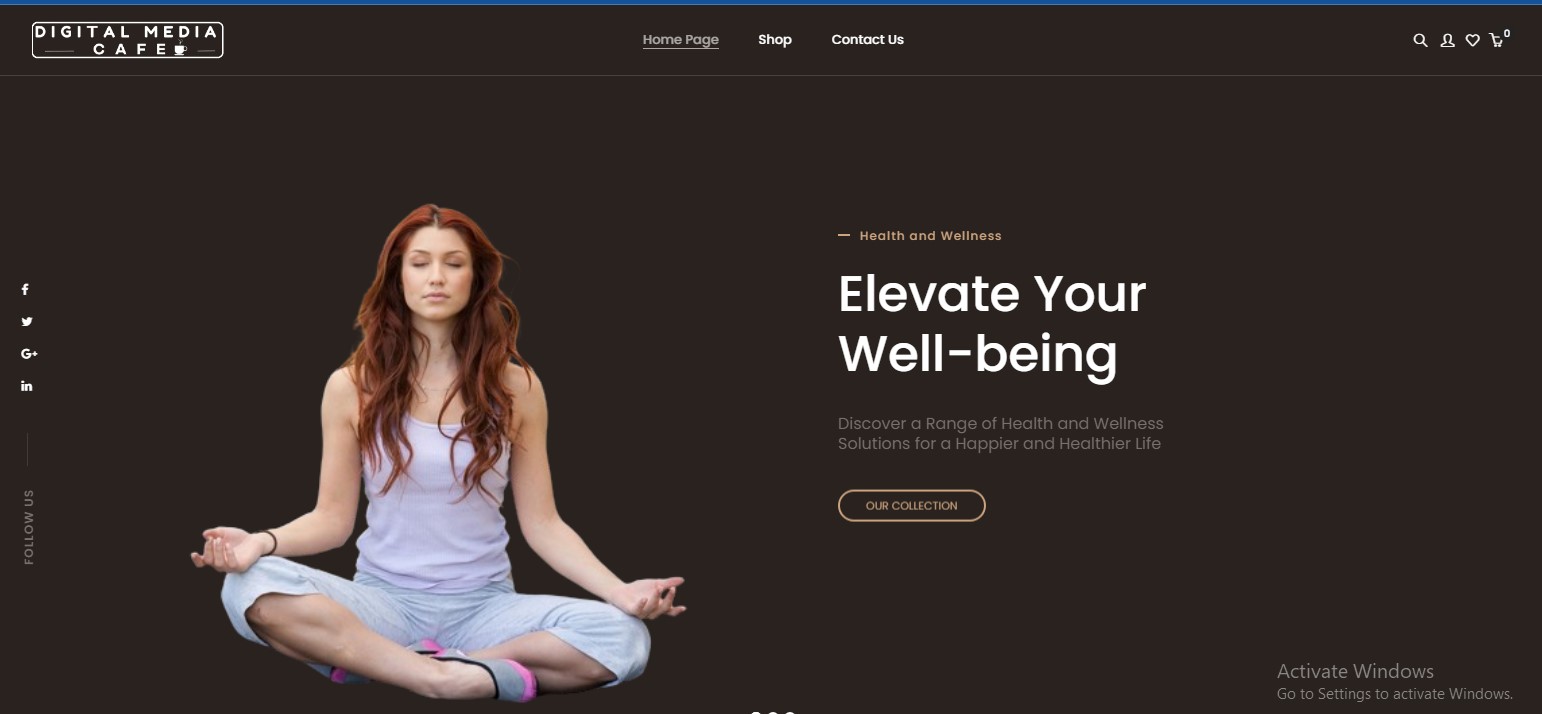 DIGITAL MEDIA
CAFE
Home Page
Shop
Contact Us
0
Health and Wellness
Elevate Your
Well-being
Discover a Range of Health and Wellness
Solutions for a Happier and Healthier Life
OUR COLLECTION
FOLLOW US
Activate Windows
Go to Settings to activate Windows.